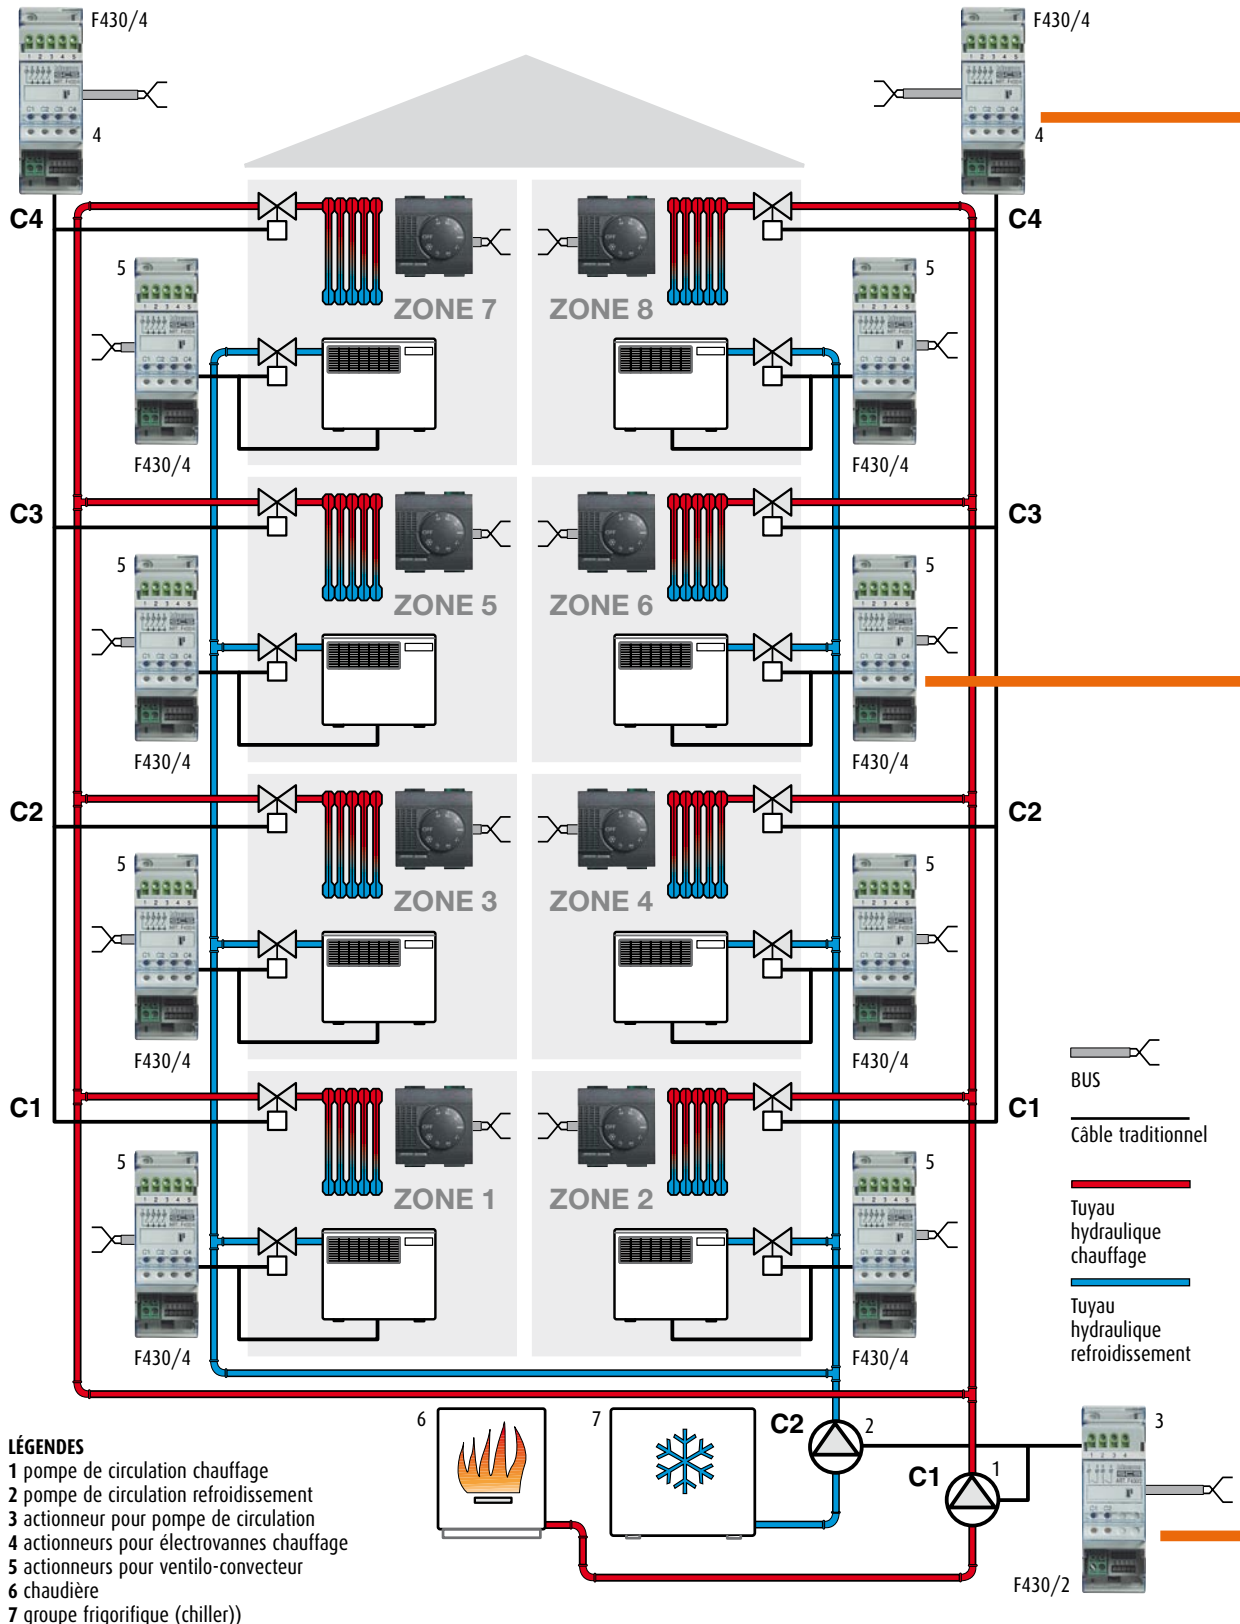 F430/4
F430/4
4
4
C4
C4
5
5
ZONE 7
ZONE 8
F430/4
F430/4
C3
C3
5
5
ZONE 5
ZONE 6
F430/4
F430/4
C2
C2
5
5
ZONE 3
ZONE 4
F430/4
F430/4
C1
C1
5
5
ZONE 1
ZONE 2
F430/4
F430/4
BUS
Câble traditionnel
Tuyau
hydraulique
chauffage
Tuyau
hydraulique
refroidissement
6
7
C2
2
C1
1
3
F430/2
LÉGENDES
1 pompe de circulation chauffage
2 pompe de circulation refroidissement
3 actionneur pour pompe de circulation
4 actionneurs pour électrovannes chauffage
5 actionneurs pour ventilo-convecteur
6 chaudière
7 groupe frigorifique (chiller))